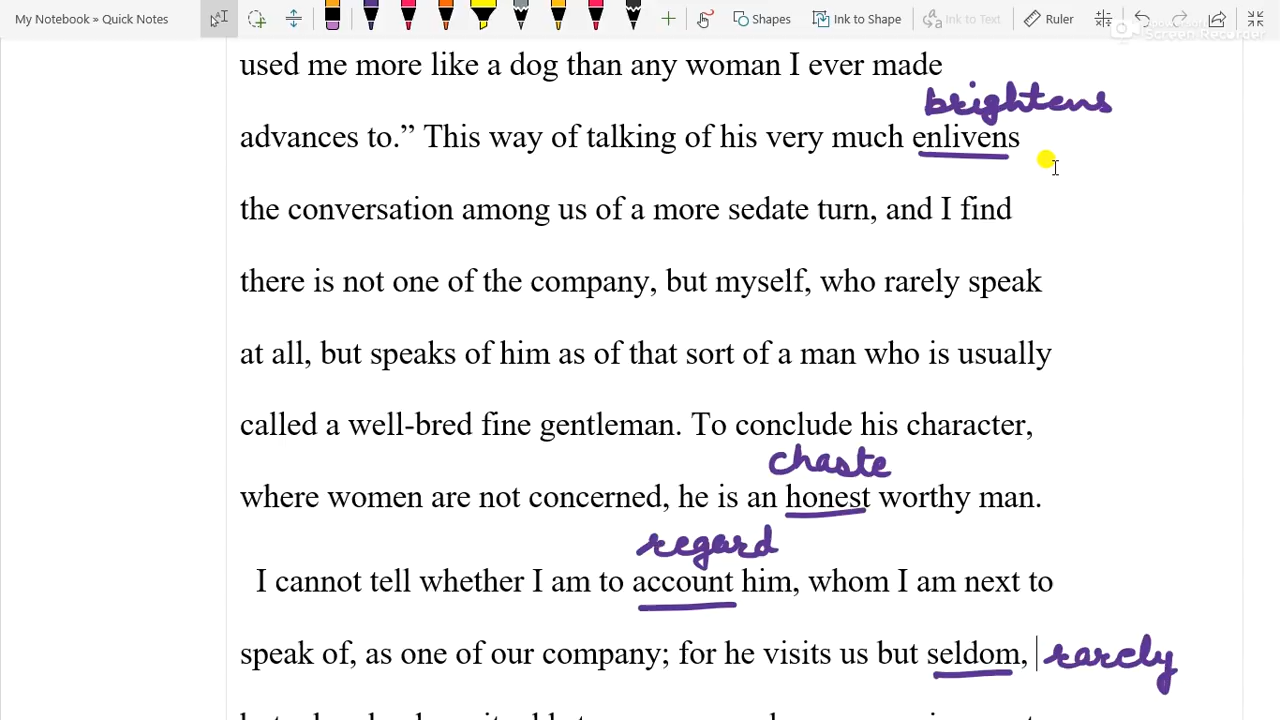 My Notebook » Quick Notes
Shapes
Ink to Shape
Ink to Text
Ruler
Screen Recorder
used me more like a dog than any woman I ever made
brightens
advances to.” This way of talking of his very much enlivens
the conversation among us of a more sedate turn, and I find
there is not one of the company, but myself, who rarely speak
at all, but speaks of him as of that sort of a man who is usually
called a well-bred fine gentleman. To conclude his character,
chaste
where women are not concerned, he is an honest worthy man.
regard
I cannot tell whether I am to account him, whom I am next to
speak of, as one of our company; for he visits us but seldom, rarely